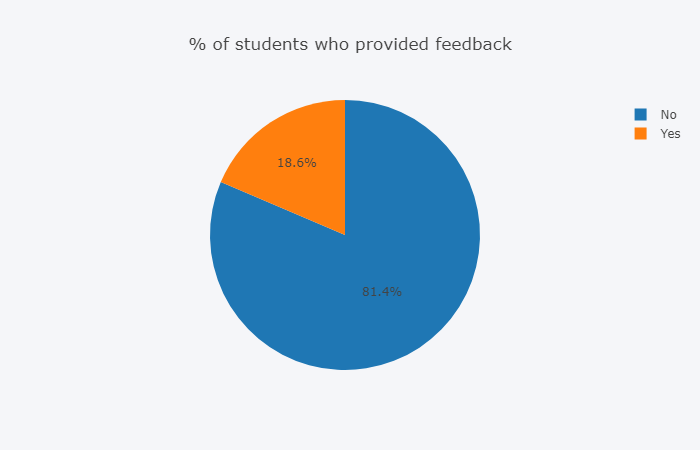 % of students who provided feedback
No
Yes
18.6%
81.4%